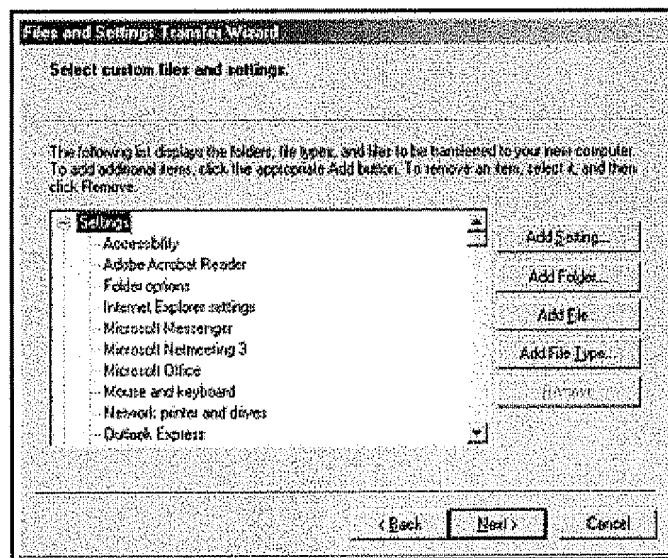 Files and Settings Transfer Wizard
Select custom files and settings.
The following list displays the folders, file types, and files to be transferred to your new computer.
To add additional items, click the appropriate Add button. To remove an item, select it, and then
click Remove.
Settings
Accessibility
Adobe Acrobat Reader
Folder options
Internet Explorer settings
Microsoft Messenger
Microsoft Netmeeting 3
Microsoft Office
Mouse and keyboard
Network printer and drives
Outlook Express
Add Setting...
Add Folder...
Add File...
Add File Type...
Remove
< Back
Next >
Cancel